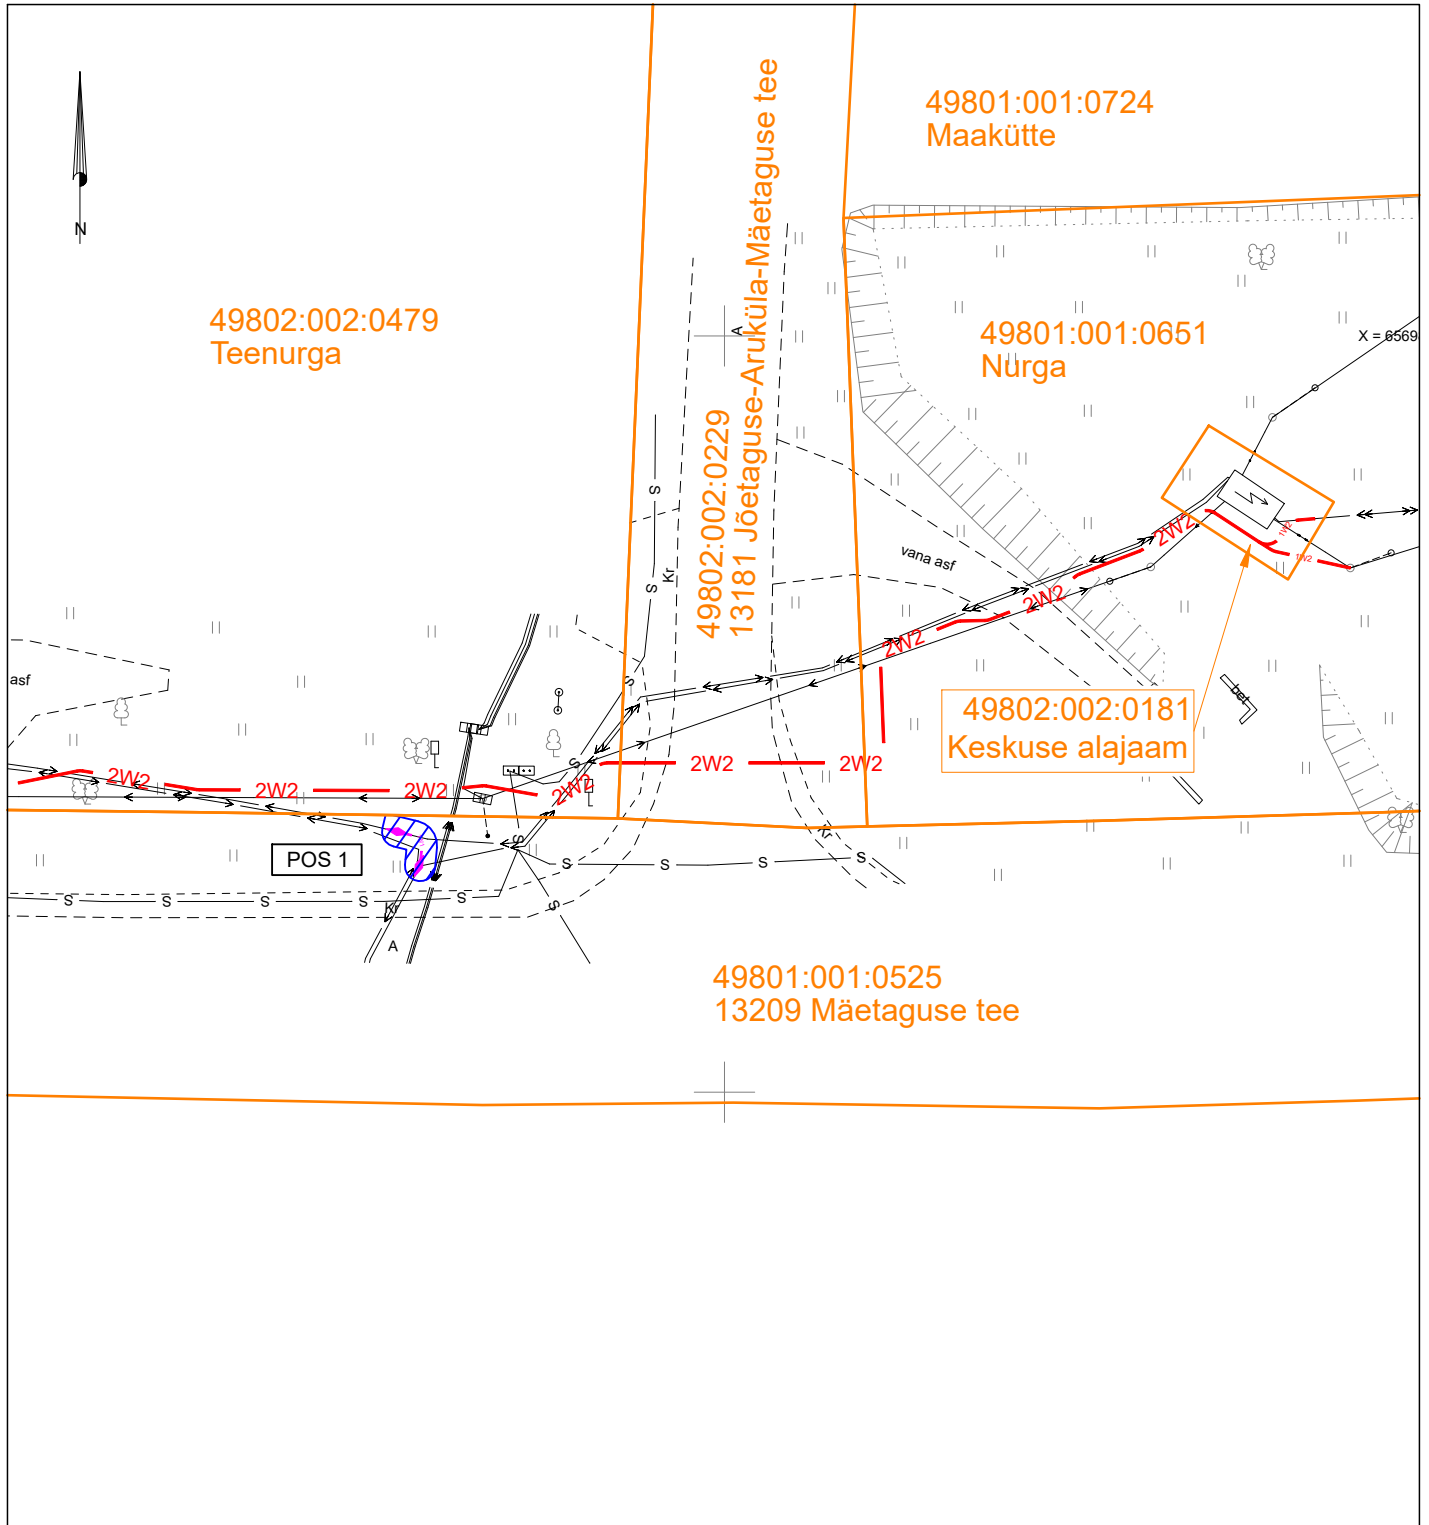 49801:001:0724
Maakütte
N
13181 Jõetaguse-Aruküla-Mäetaguse tee
49802:002:0229
49802:002:0479
Teenurga
A
49801:001:0651
Nurga
X = 6569
S
Kr
S
vana asf
2W2
1W2
1W2
2W2
2W2
asf
S
bet
49802:002:0181
Keskuse alajaam
S
2W2
2W2
2W2
2W2
2W2
2W2
Kr
S
POS 1
S
S
S
S
S
S
S
S
S
S
Kr
A
49801:001:0525
13209 Mäetaguse tee